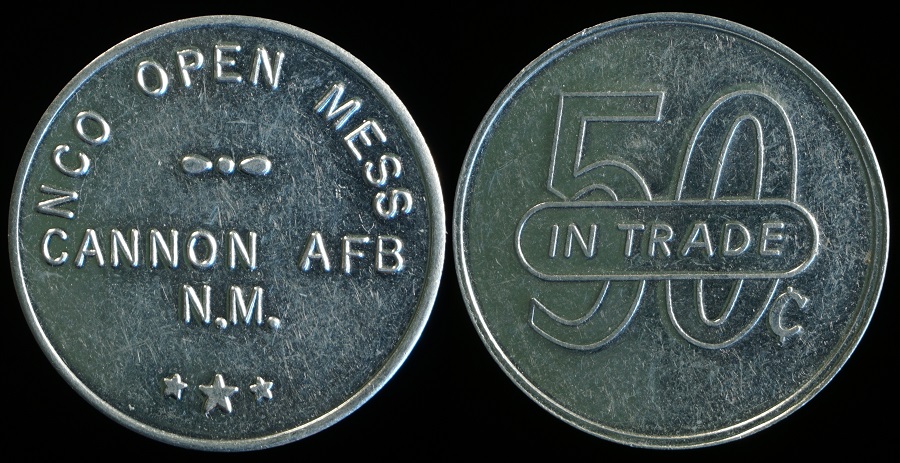 NCO OPEN MESS
CANNON AFB
N.M.
50¢
IN TRADE